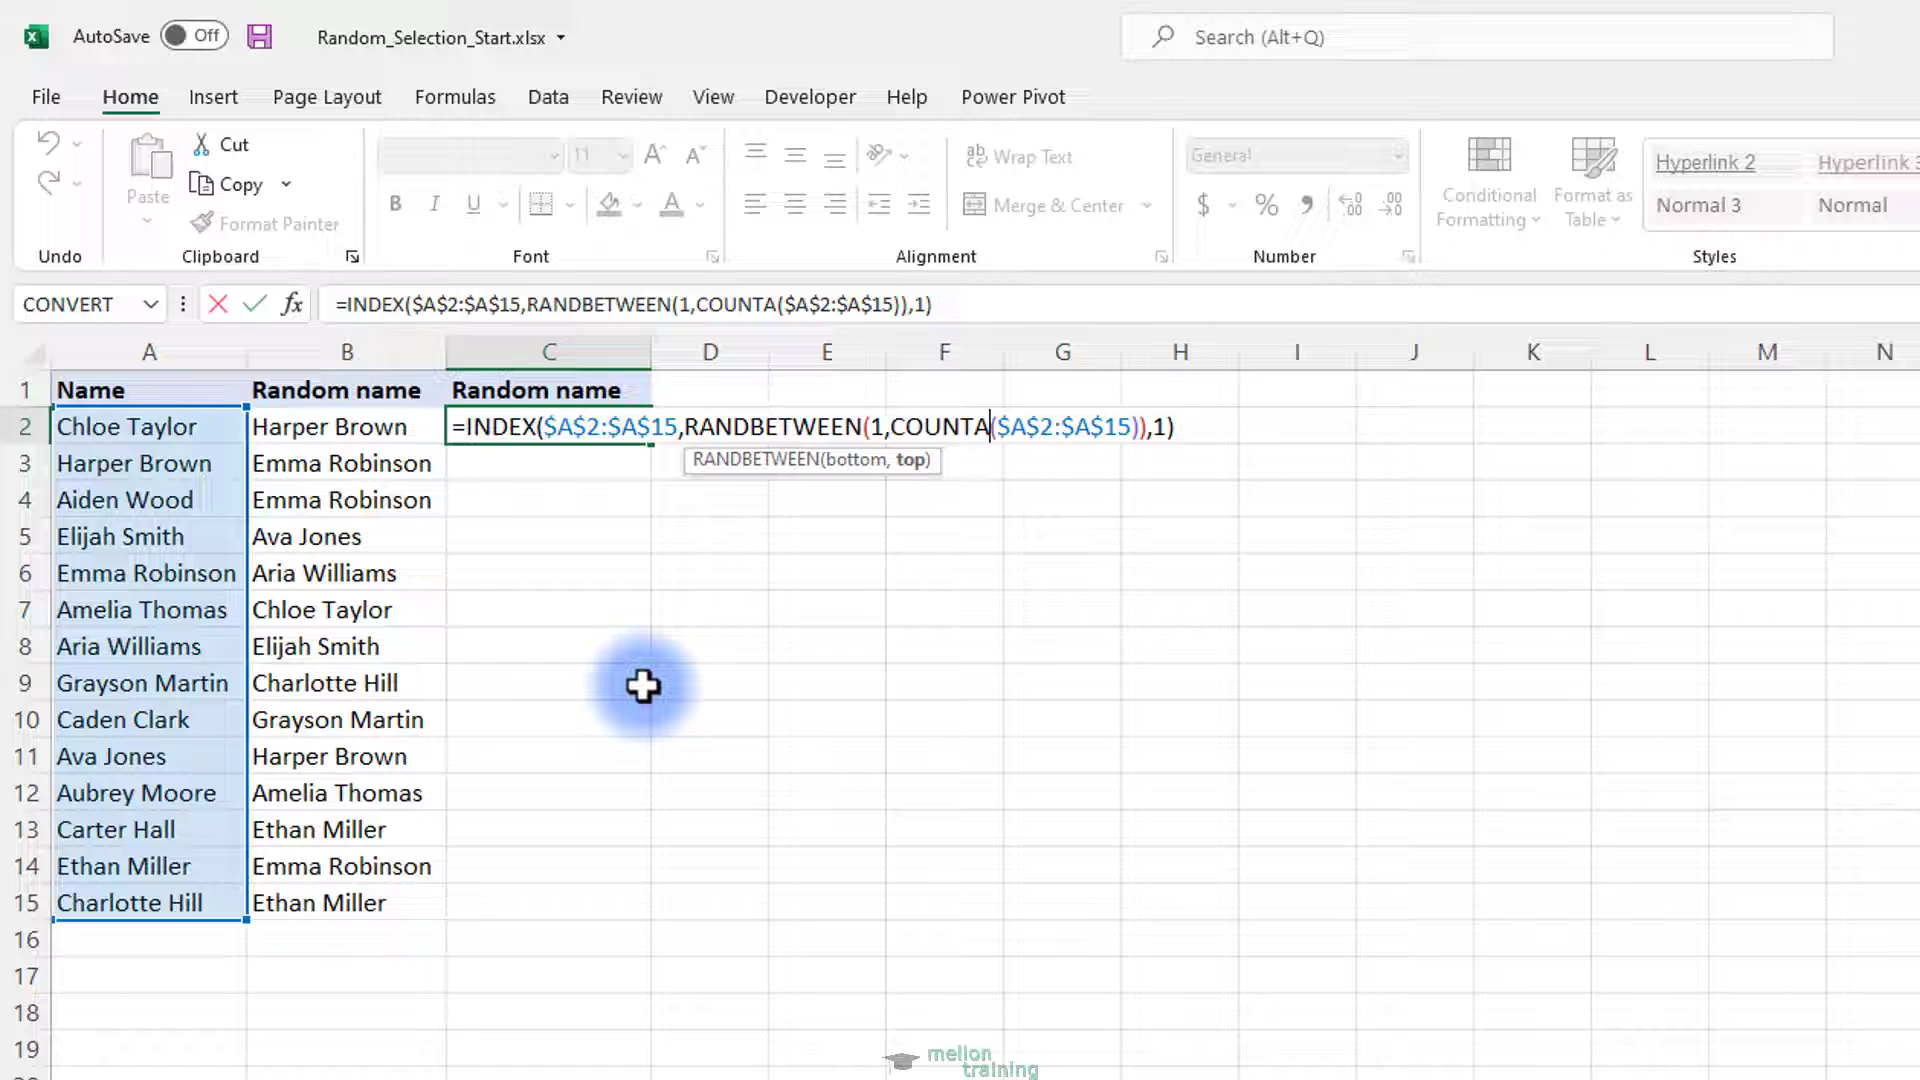 AutoSave Off Random_Selection_Start.xlsx Search (Alt+Q)
File Home Insert Page Layout Formulas Data Review View Developer Help Power Pivot
Paste Cut Copy Format Painter
11 A A B I U A
ab Wrap Text Merge & Center
General $ %
Conditional Formatting Format as Table
Hyperlink 2 Hyperlink 3
Normal 3 Normal
Undo Clipboard Font Alignment Number Styles
CONVERT fx =INDEX($A$2:$A$15,RANDBETWEEN(1,COUNTA($A$2:$A$15)),1)
A B C D E F G H I J K L M N
1 Name Random name Random name
2 Chloe Taylor Harper Brown =INDEX($A$2:$A$15,RANDBETWEEN(1,COUNTA($A$2:$A$15)),1)
RANDBETWEEN(bottom, top)
3 Harper Brown Emma Robinson
4 Aiden Wood Emma Robinson
5 Elijah Smith Ava Jones
6 Emma Robinson Aria Williams
7 Amelia Thomas Chloe Taylor
8 Aria Williams Elijah Smith
9 Grayson Martin Charlotte Hill
10 Caden Clark Grayson Martin
11 Ava Jones Harper Brown
12 Aubrey Moore Amelia Thomas
13 Carter Hall Ethan Miller
14 Ethan Miller Emma Robinson
15 Charlotte Hill Ethan Miller
16
17
18
19
mellon
training